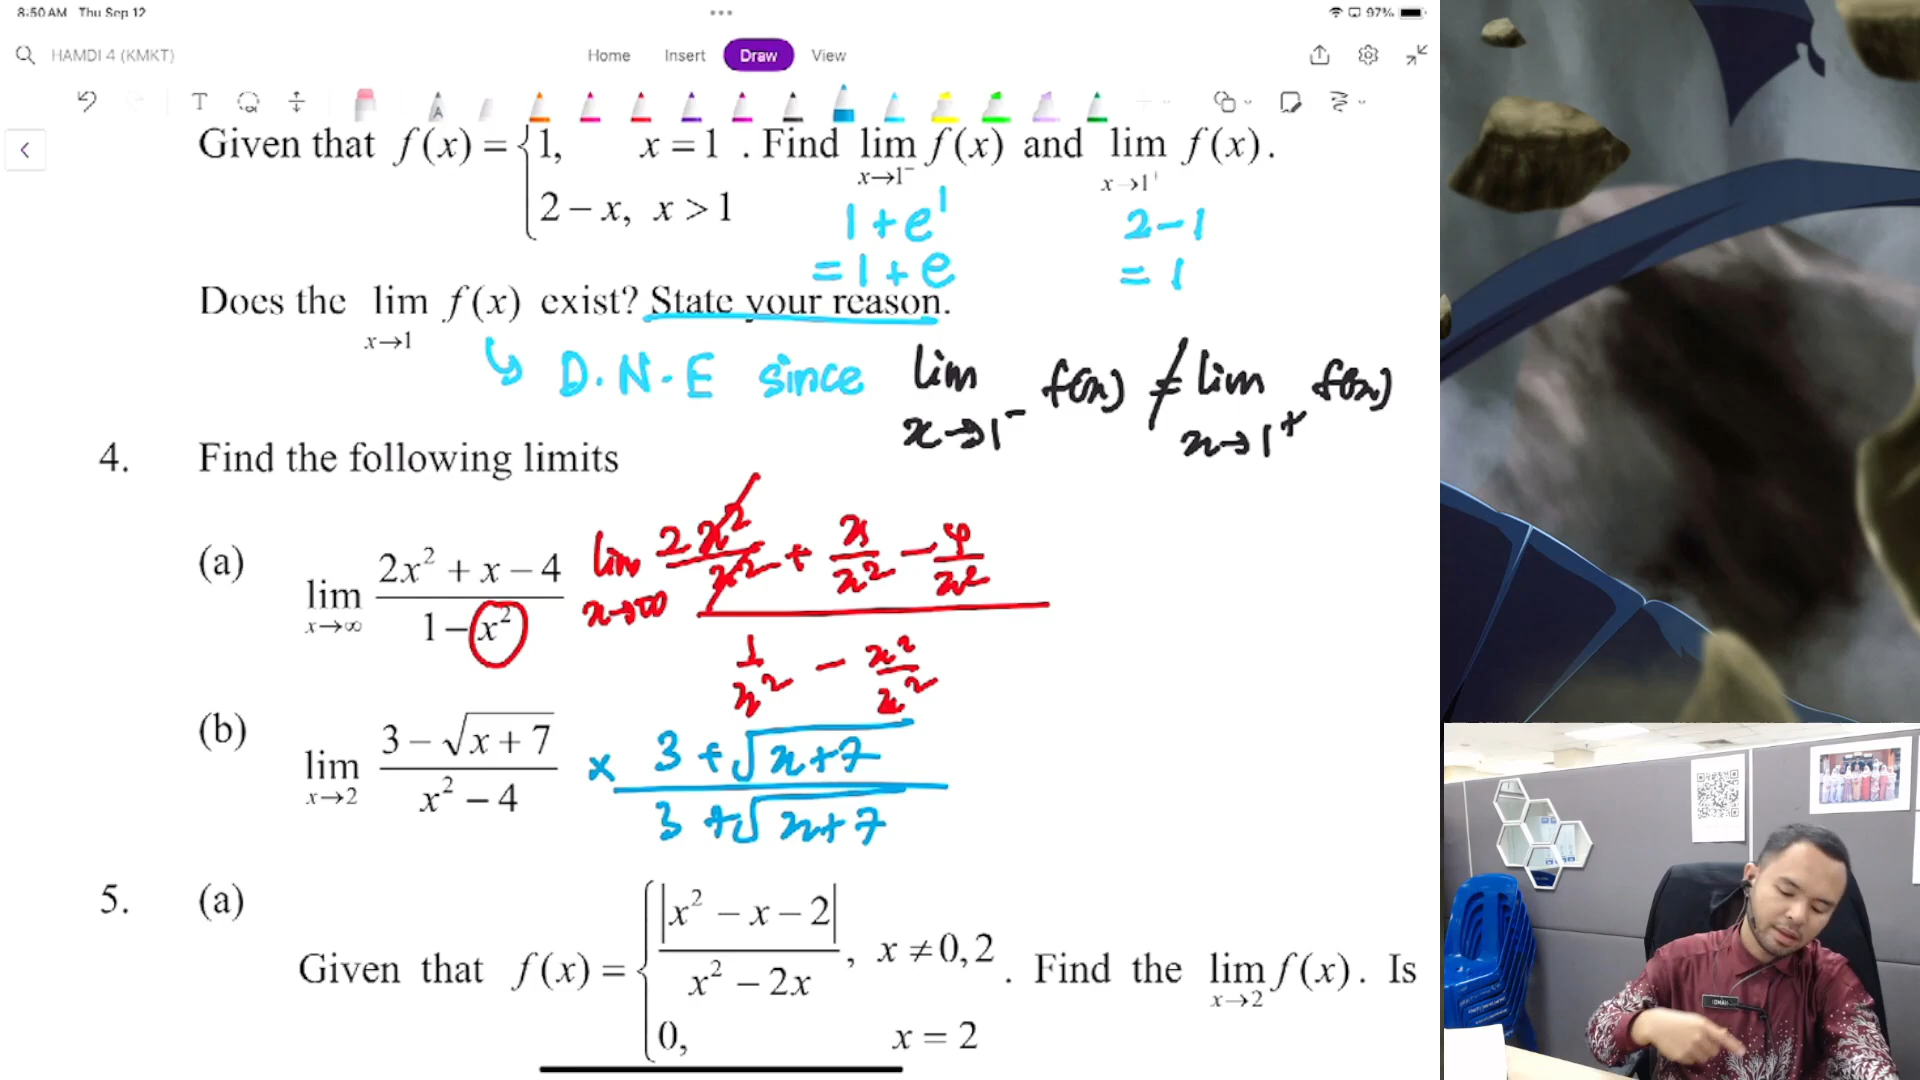 8:50 AM Thu Sep 12
97%
HAMDI 4 (KMKT)
Home Insert Draw View
Given that f(x) = { 1, x = 1 . Find lim x→1⁻ f(x) and lim x→1⁺ f(x).
2 − x, x > 1
1 + e¹ 2 − 1
= 1 + e = 1
Does the lim x→1 f(x) exist? State your reason.
↳ D.N.E since lim x→1⁻ f(x) ≠ lim x→1⁺ f(x)
4. Find the following limits
(a) lim x→∞ (2x² + x − 4)/(1 − x²) lim x→∞ (2x²/x² + x/x² − 4/x²)/(1/x² − x²/x²)
(b) lim x→2 (3 − √(x + 7))/(x² − 4) × (3 + √(x+7))/(3 + √(x+7))
5. (a) Given that f(x) = { |x² − x − 2|/(x² − 2x), x ≠ 0, 2 . Find the lim x→2 f(x). Is
0, x = 2